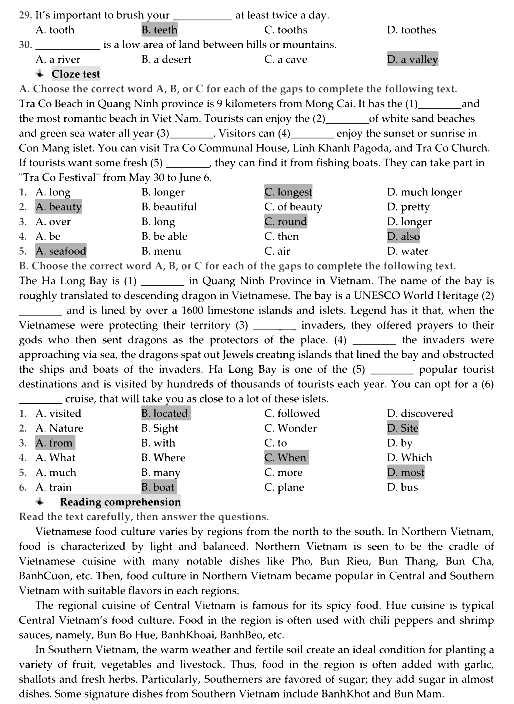 29. It's important to brush your ___________ at least twice a day.
A. tooth B. teeth C. tooths D. toothes
30. ____________ is a low area of land between hills or mountains.
A. a river B. a desert C. a cave D. a valley
Cloze test
A. Choose the correct word A, B, or C for each of the gaps to complete the following text.
Tra Co Beach in Quang Ninh province is 9 kilometers from Mong Cai. It has the (1)________and
the most romantic beach in Viet Nam. Tourists can enjoy the (2)________of white sand beaches
and green sea water all year (3)________. Visitors can (4)________ enjoy the sunset or sunrise in
Con Mang islet. You can visit Tra Co Communal House, Linh Khanh Pagoda, and Tra Co Church.
If tourists want some fresh (5) ________, they can find it from fishing boats. They can take part in
"Tra Co Festival" from May 30 to June 6.
1. A. long B. longer C. longest D. much longer
2. A. beauty B. beautiful C. of beauty D. pretty
3. A. over B. long C. round D. longer
4. A. be B. be able C. then D. also
5. A. seafood B. menu C. air D. water
B. Choose the correct word A, B, or C for each of the gaps to complete the following text.
The Ha Long Bay is (1) ________ in Quang Ninh Province in Vietnam. The name of the bay is
roughly translated to descending dragon in Vietnamese. The bay is a UNESCO World Heritage (2)
________ and is lined by over a 1600 limestone islands and islets. Legend has it that, when the
Vietnamese were protecting their territory (3) ________ invaders, they offered prayers to their
gods who then sent dragons as the protectors of the place. (4) ________ the invaders were
approaching via sea, the dragons spat out Jewels creating islands that lined the bay and obstructed
the ships and boats of the invaders. Ha Long Bay is one of the (5) ________ popular tourist
destinations and is visited by hundreds of thousands of tourists each year. You can opt for a (6)
________ cruise, that will take you as close to a lot of these islets.
1. A. visited B. located C. followed D. discovered
2. A. Nature B. Sight C. Wonder D. Site
3. A. from B. with C. to D. by
4. A. What B. Where C. When D. Which
5. A. much B. many C. more D. most
6. A. train B. boat C. plane D. bus
Reading comprehension
Read the text carefully, then answer the questions.
Vietnamese food culture varies by regions from the north to the south. In Northern Vietnam,
food is characterized by light and balanced. Northern Vietnam is seen to be the cradle of
Vietnamese cuisine with many notable dishes like Pho, Bun Rieu, Bun Thang, Bun Cha,
BanhCuon, etc. Then, food culture in Northern Vietnam became popular in Central and Southern
Vietnam with suitable flavors in each regions.
The regional cuisine of Central Vietnam is famous for its spicy food. Hue cuisine is typical
Central Vietnam's food culture. Food in the region is often used with chili peppers and shrimp
sauces, namely, Bun Bo Hue, BanhKhoai, BanhBeo, etc.
In Southern Vietnam, the warm weather and fertile soil create an ideal condition for planting a
variety of fruit, vegetables and livestock. Thus, food in the region is often added with garlic,
shallots and fresh herbs. Particularly, Southerners are favored of sugar; they add sugar in almost
dishes. Some signature dishes from Southern Vietnam include BanhKhot and Bun Mam.